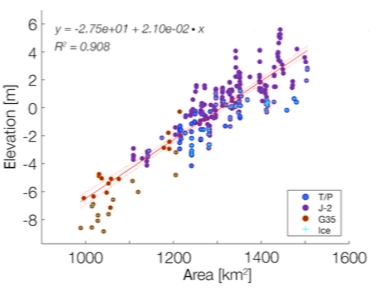 y = -2.75e+01 + 2.10e-02 • x
R² = 0.908
6
4
2
0
-2
-4
-6
-8
Elevation [m]
T/P
J-2
G35
Ice
1000 1200 1400 1600
Area [km²]